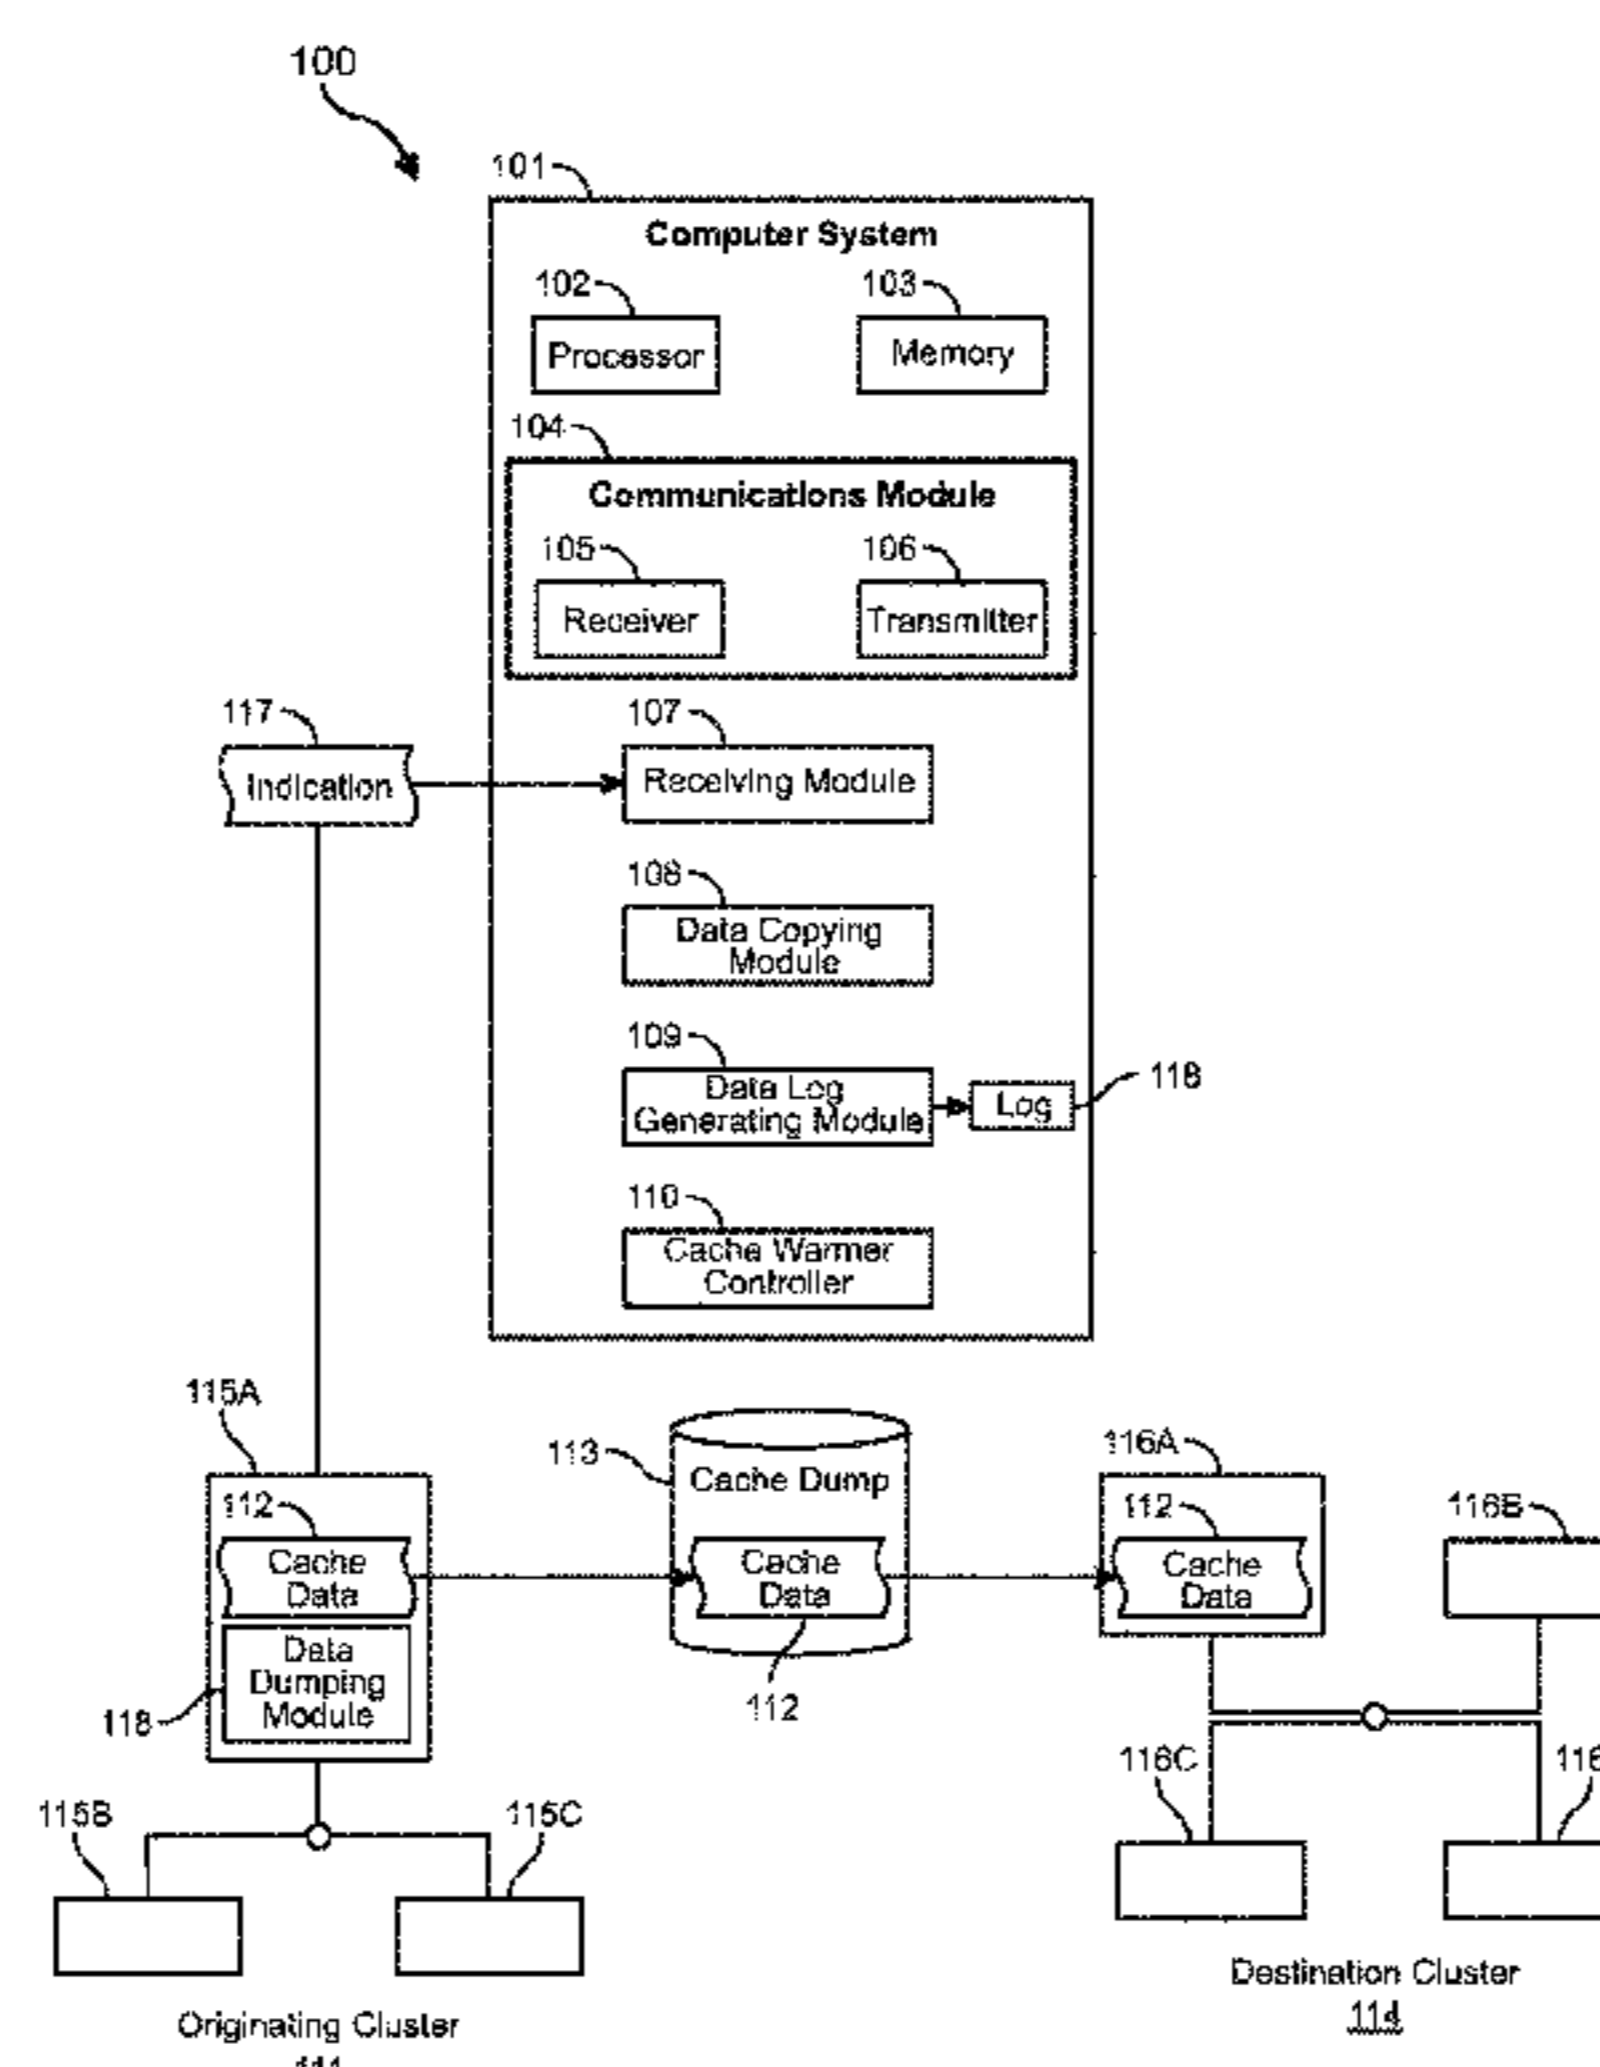 100
101
Computer System
102
103
Processor
Memory
104
Communications Module
105
106
Receiver
Transmitter
117
107
Indication
Receiving Module
108
Data Copying
Module
109
Data Log
Generating Module
Log
118
110
Cache Warmer
Controller
115A
112
Cache
Data
Data
Dumping
Module
118
113
Cache Dump
Cache
Data
112
116A
112
Cache
Data
116B
116C
115B
115C
Destination Cluster
114
Originating Cluster